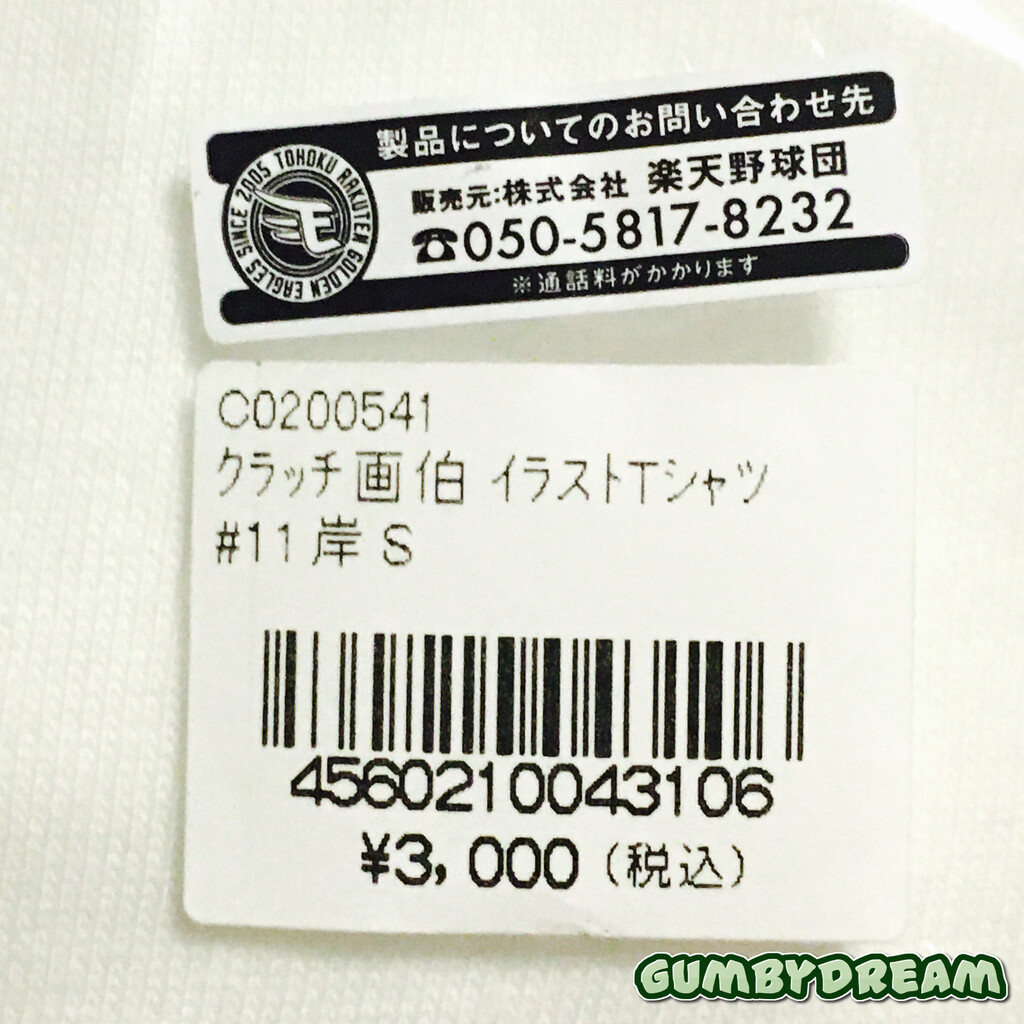 製品についてのお問い合わせ先
SINCE 2005 TOHOKU RAKUTEN GOLDEN EAGLES
販売元:株式会社 楽天野球団
☎050-5817-8232
※通話料がかかります
C0200541
クラッチ画伯 イラストTシャツ
#11 岸 S
4560210043106
¥3,000 (税込)
GUMBYDREAM